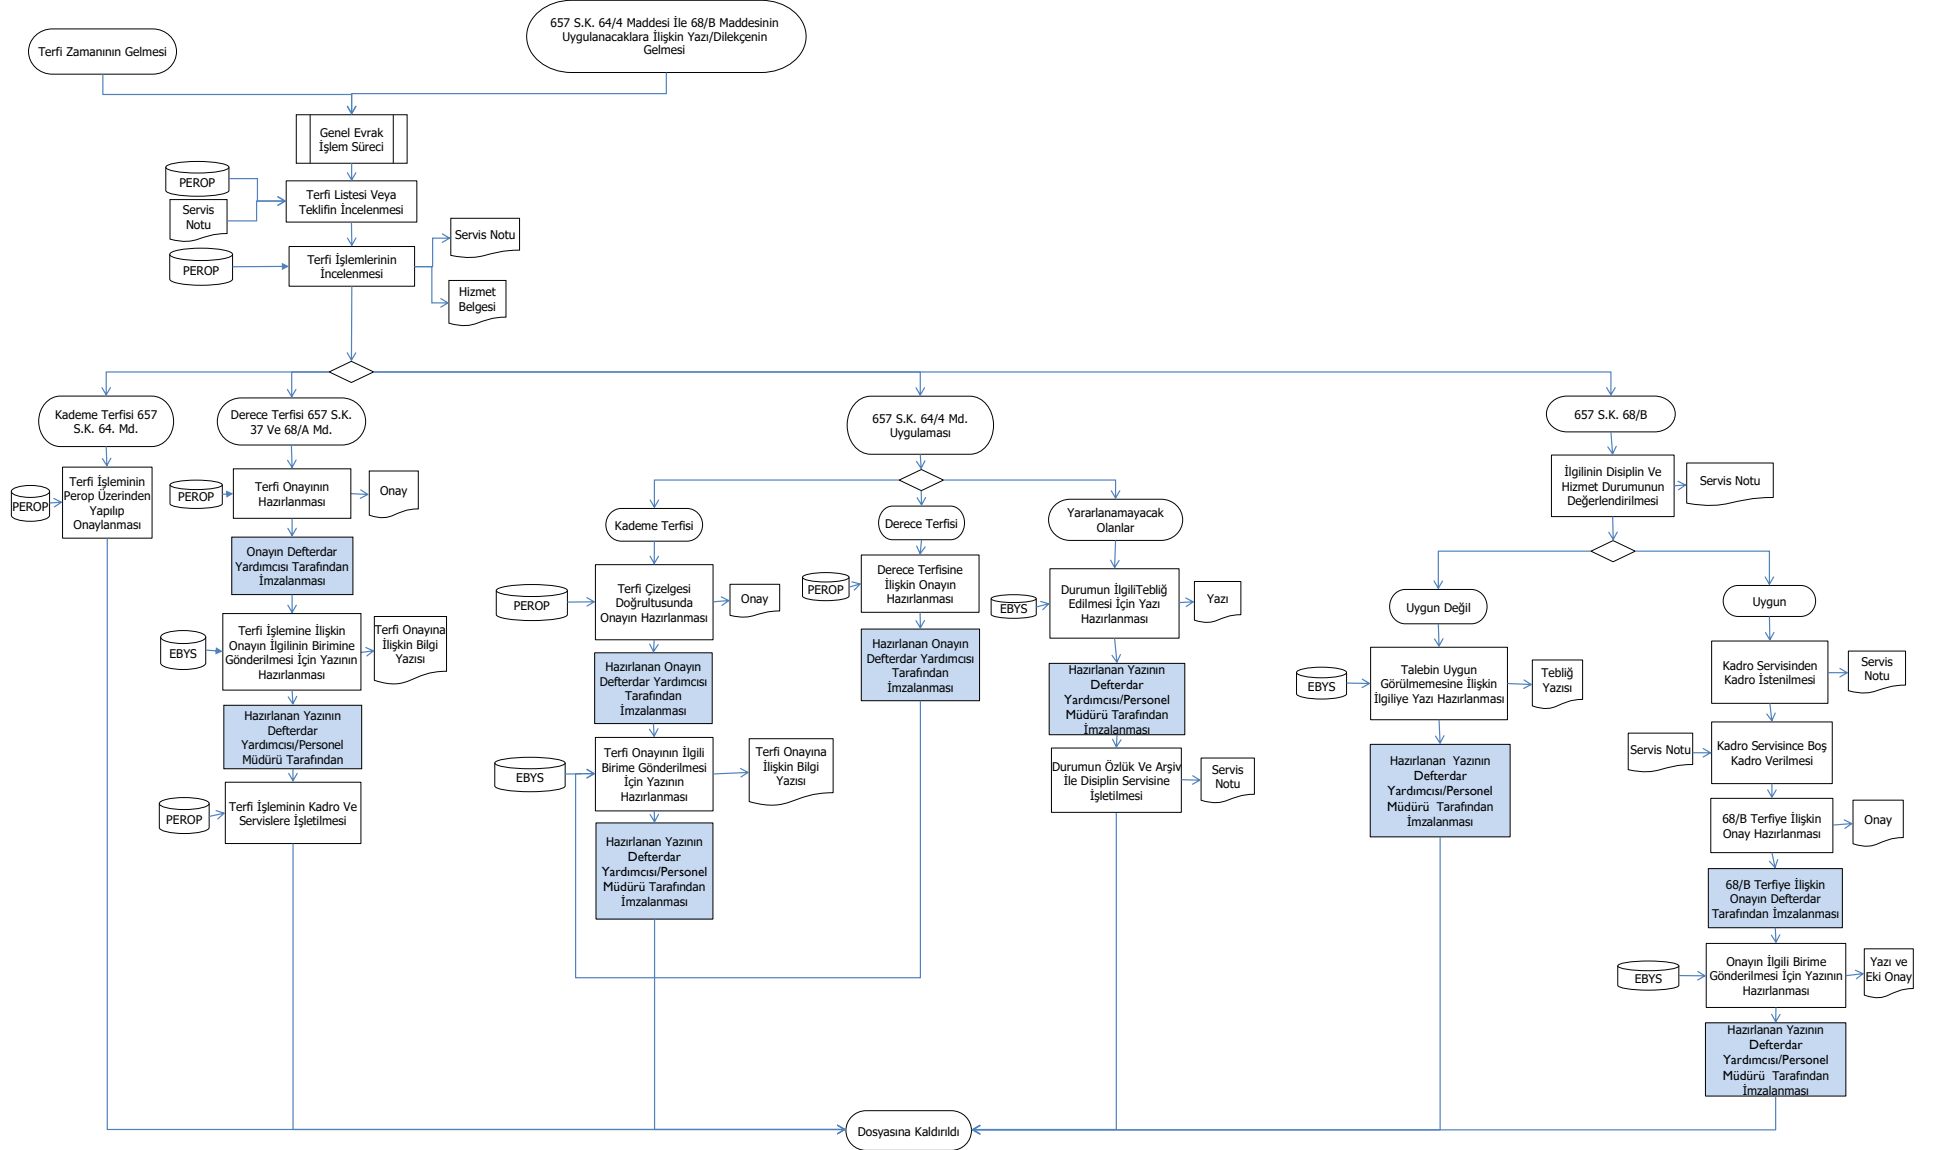 657 S.K. 64/4 Maddesi İle 68/B Maddesinin
Uygulanacaklara İlişkin Yazı/Dilekçenin
Gelmesi
Terfi Zamanının Gelmesi
Genel Evrak
İşlem Süreci
PEROP
Servis
Notu
Terfi Listesi Veya
Teklifin İncelenmesi
PEROP
Terfi İşlemlerinin
İncelenmesi
Servis Notu
Hizmet
Belgesi
Kademe Terfisi 657
S.K. 64. Md.
PEROP
Terfi İşleminin
Perop Üzerinden
Yapılıp
Onaylanması
Derece Terfisi 657 S.K.
37 Ve 68/A Md.
PEROP
Terfi Onayının
Hazırlanması
Onay
Onayın Defterdar
Yardımcısı Tarafından
İmzalanması
EBYS
Terfi İşlemine İlişkin
Onayın İlgilinin Birimine
Gönderilmesi İçin Yazının
Hazırlanması
Terfi Onayına
İlişkin Bilgi
Yazısı
Hazırlanan Yazının
Defterdar
Yardımcısı/Personel
Müdürü Tarafından
PEROP
Terfi İşleminin Kadro Ve
Servislere İşletilmesi
657 S.K. 64/4 Md.
Uygulaması
Kademe Terfisi
PEROP
Terfi Çizelgesi
Doğrultusunda
Onayın Hazırlanması
Onay
Hazırlanan Onayın
Defterdar Yardımcısı
Tarafından
İmzalanması
EBYS
Terfi Onayının İlgili
Birime Gönderilmesi
İçin Yazının
Hazırlanması
Terfi Onayına
İlişkin Bilgi
Yazısı
Hazırlanan Yazının
Defterdar
Yardımcısı/Personel
Müdürü Tarafından
İmzalanması
Derece Terfisi
PEROP
Derece Terfisine
İlişkin Onayın
Hazırlanması
Hazırlanan Onayın
Defterdar Yardımcısı
Tarafından
İmzalanması
Yararlanamayacak
Olanlar
EBYS
Durumun İlgiliTebliğ
Edilmesi İçin Yazı
Hazırlanması
Yazı
Hazırlanan Yazının
Defterdar
Yardımcısı/Personel
Müdürü Tarafından
İmzalanması
Durumun Özlük Ve Arşiv
İle Disiplin Servisine
İşletilmesi
Servis
Notu
657 S.K. 68/B
İlgilinin Disiplin Ve
Hizmet Durumunun
Değerlendirilmesi
Servis Notu
Uygun Değil
EBYS
Talebin Uygun
Görülmemesine İlişkin
İlgiliye Yazı Hazırlanması
Tebliğ
Yazısı
Hazırlanan Yazının
Defterdar
Yardımcısı/Personel
Müdürü Tarafından
İmzalanması
Uygun
Kadro Servisinden
Kadro İstenilmesi
Servis
Notu
Servis Notu
Kadro Servisince Boş
Kadro Verilmesi
68/B Terfiye İlişkin
Onay Hazırlanması
Onay
68/B Terfiye İlişkin
Onayın Defterdar
Tarafından İmzalanması
EBYS
Onayın İlgili Birime
Gönderilmesi İçin Yazının
Hazırlanması
Yazı ve
Eki Onay
Hazırlanan Yazının
Defterdar
Yardımcısı/Personel
Müdürü Tarafından
İmzalanması
Dosyasına Kaldırıldı